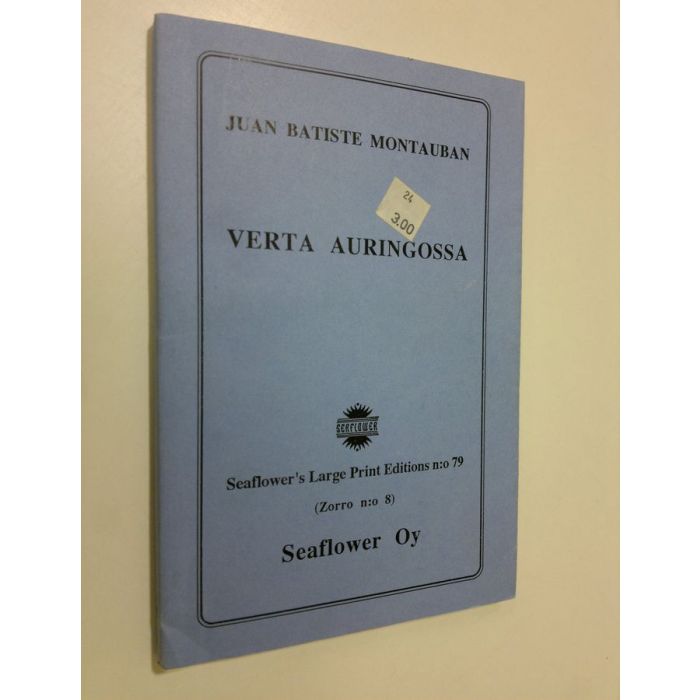 JUAN BATISTE MONTAUBAN
24
3.00
VERTA AURINGOSSA
SEAFLOWER
Seaflower's Large Print Editions n:o 79
(Zorro n:o 8)
Seaflower Oy